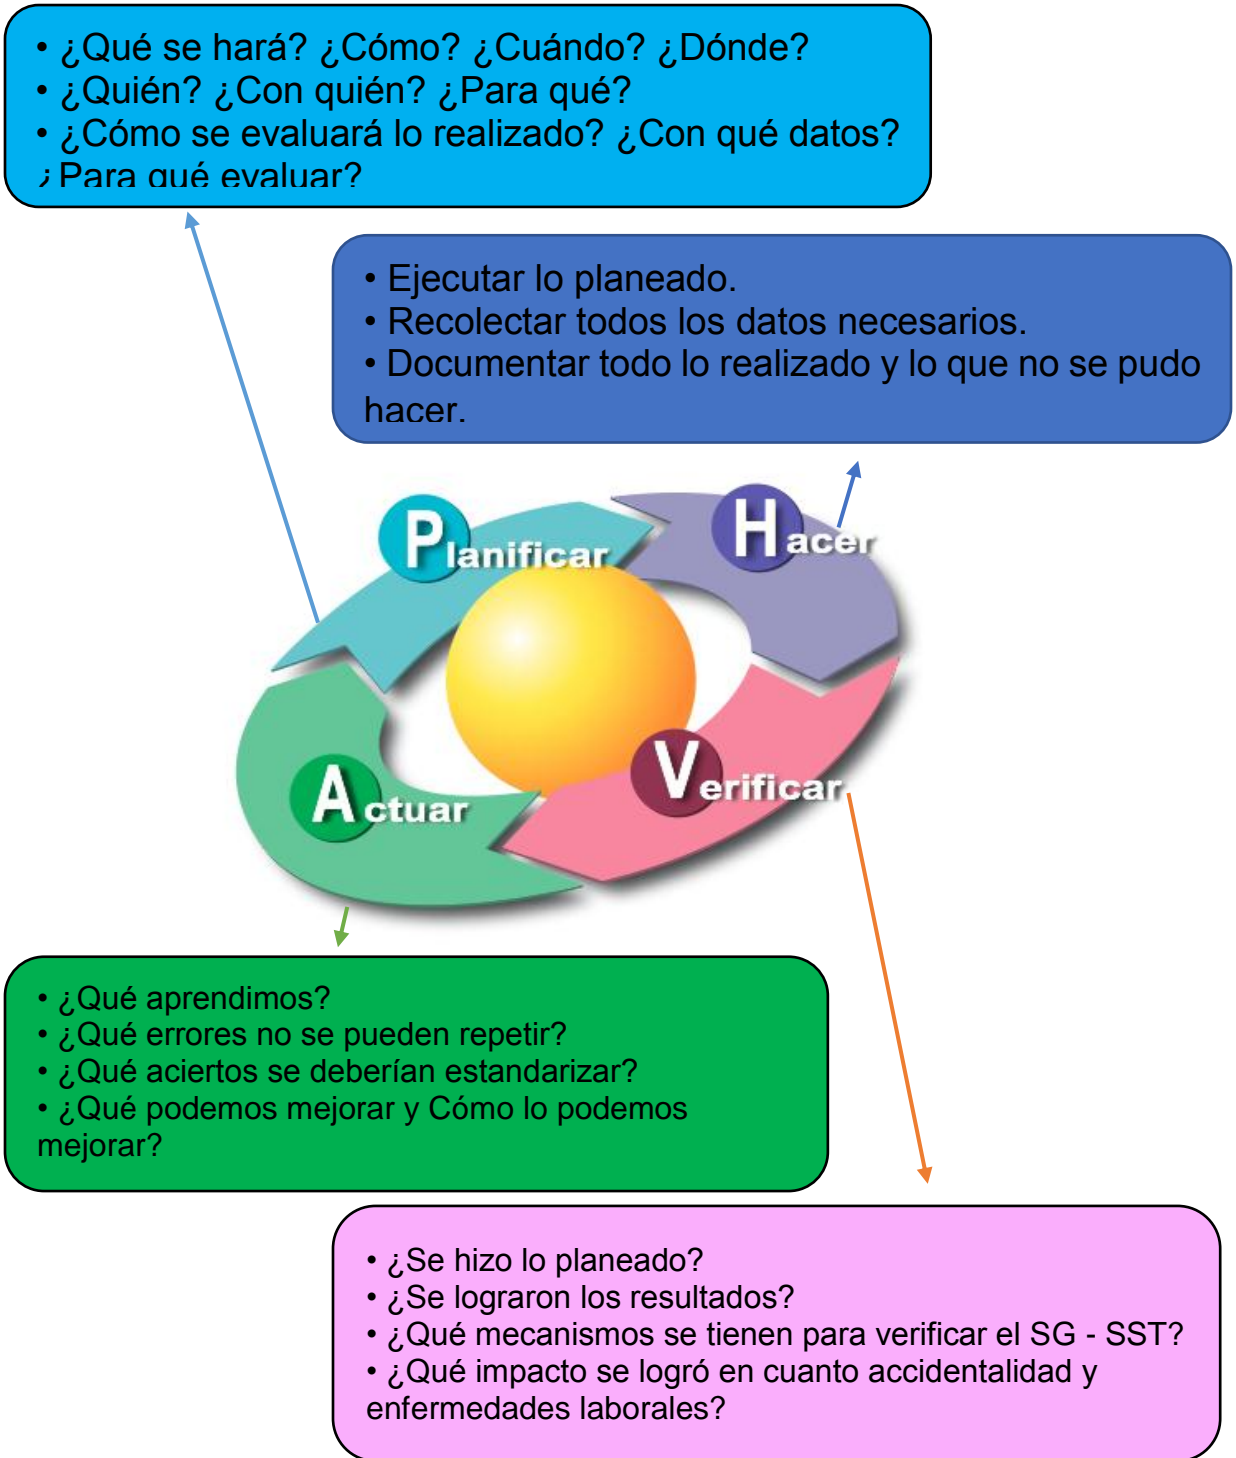 • ¿Qué se hará? ¿Cómo? ¿Cuándo? ¿Dónde?
• ¿Quién? ¿Con quién? ¿Para qué?
• ¿Cómo se evaluará lo realizado? ¿Con qué datos?
¿Para qué evaluar?
• Ejecutar lo planeado.
• Recolectar todos los datos necesarios.
• Documentar todo lo realizado y lo que no se pudo
hacer.
Planificar
Hacer
Verificar
Actuar
• ¿Qué aprendimos?
• ¿Qué errores no se pueden repetir?
• ¿Qué aciertos se deberían estandarizar?
• ¿Qué podemos mejorar y Cómo lo podemos
mejorar?
• ¿Se hizo lo planeado?
• ¿Se lograron los resultados?
• ¿Qué mecanismos se tienen para verificar el SG - SST?
• ¿Qué impacto se logró en cuanto accidentalidad y
enfermedades laborales?